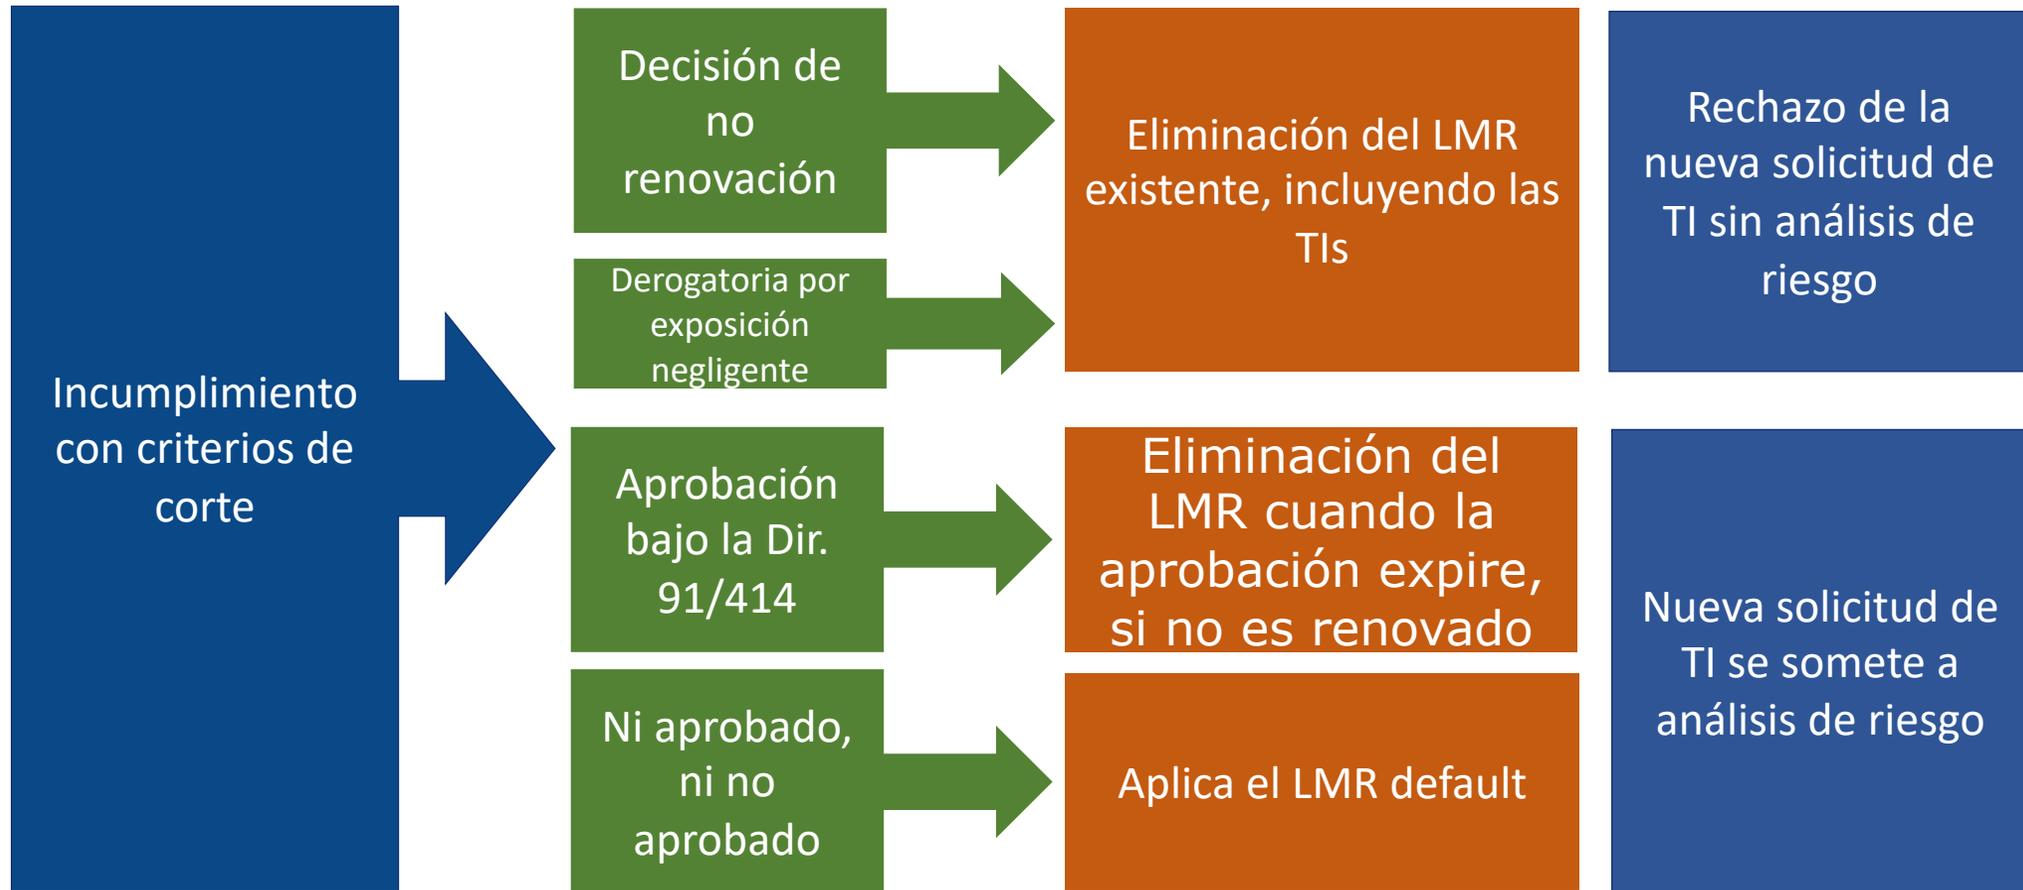 Incumplimiento
con criterios de
corte
Decisión de
no
renovación
Eliminación del LMR
existente, incluyendo las
TIs
Rechazo de la
nueva solicitud de
TI sin análisis de
riesgo
Derogatoria por
exposición
negligente
Aprobación
bajo la Dir.
91/414
Eliminación del
LMR cuando la
aprobación expire,
si no es renovado
Nueva solicitud de
TI se somete a
análisis de riesgo
Ni aprobado,
ni no
aprobado
Aplica el LMR default